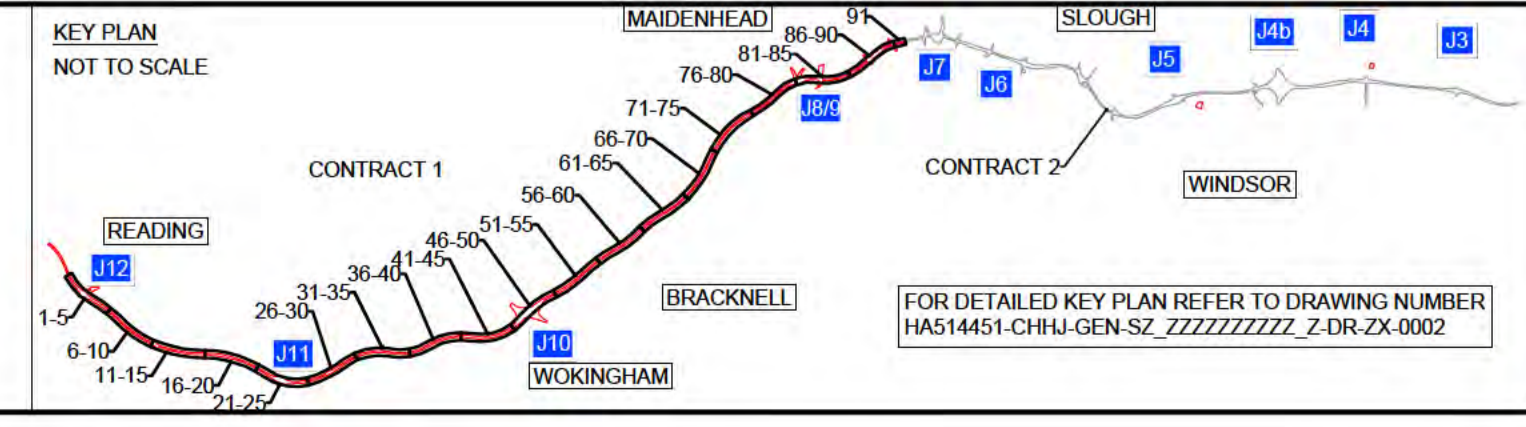 KEY PLAN
NOT TO SCALE
MAIDENHEAD
91
86-90
81-85
76-80
71-75
66-70
61-65
56-60
51-55
46-50
41-45
36-40
31-35
26-30
21-25
16-20
11-15
6-10
1-5
SLOUGH
J4b
J4
J3
J5
J6
J7
J8/9
CONTRACT 1
CONTRACT 2
WINDSOR
READING
J12
J11
J10
WOKINGHAM
BRACKNELL
FOR DETAILED KEY PLAN REFER TO DRAWING NUMBER
HA514451-CHHJ-GEN-SZ_ZZZZZZZZZZ_Z-DR-ZX-0002